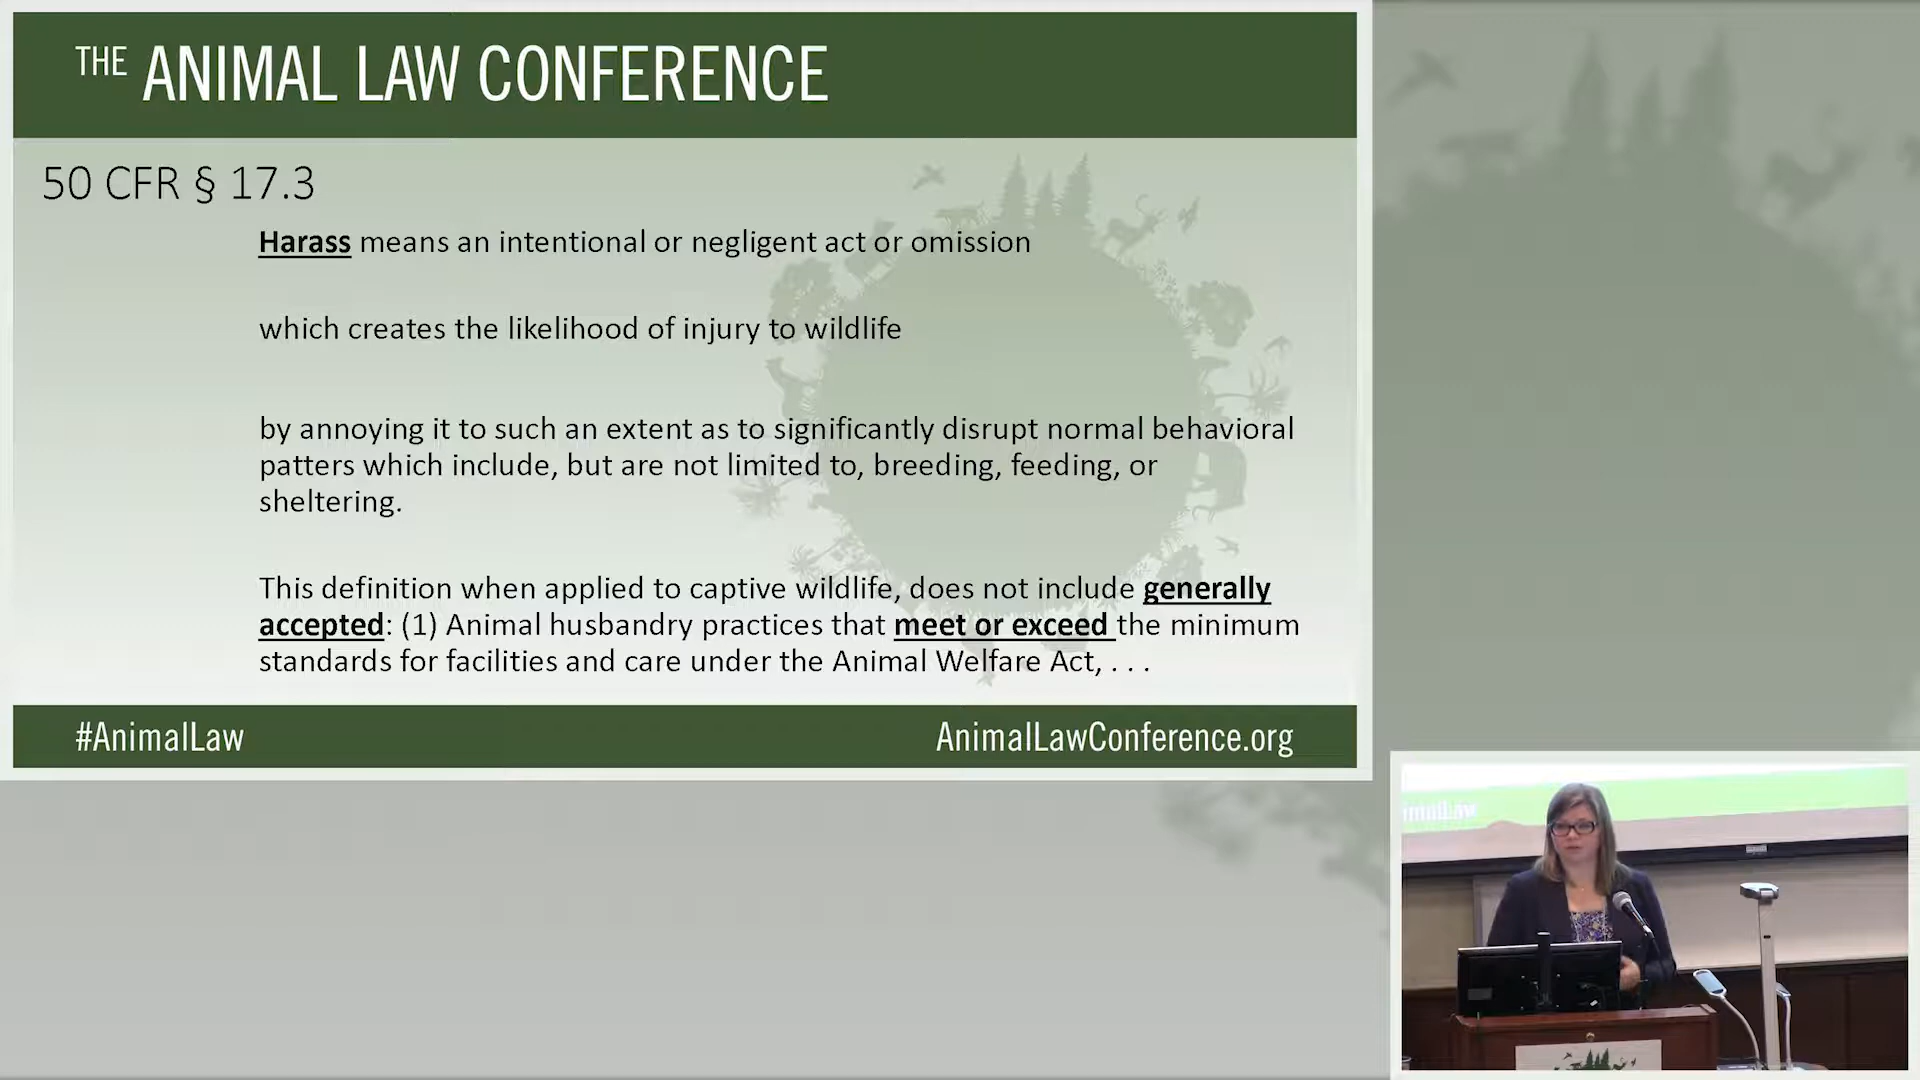 THE ANIMAL LAW CONFERENCE
50 CFR § 17.3
Harass means an intentional or negligent act or omission
which creates the likelihood of injury to wildlife
by annoying it to such an extent as to significantly disrupt normal behavioral
patters which include, but are not limited to, breeding, feeding, or
sheltering.
This definition when applied to captive wildlife, does not include generally
accepted: (1) Animal husbandry practices that meet or exceed the minimum
standards for facilities and care under the Animal Welfare Act, . . .
#AnimalLaw
AnimalLawConference.org